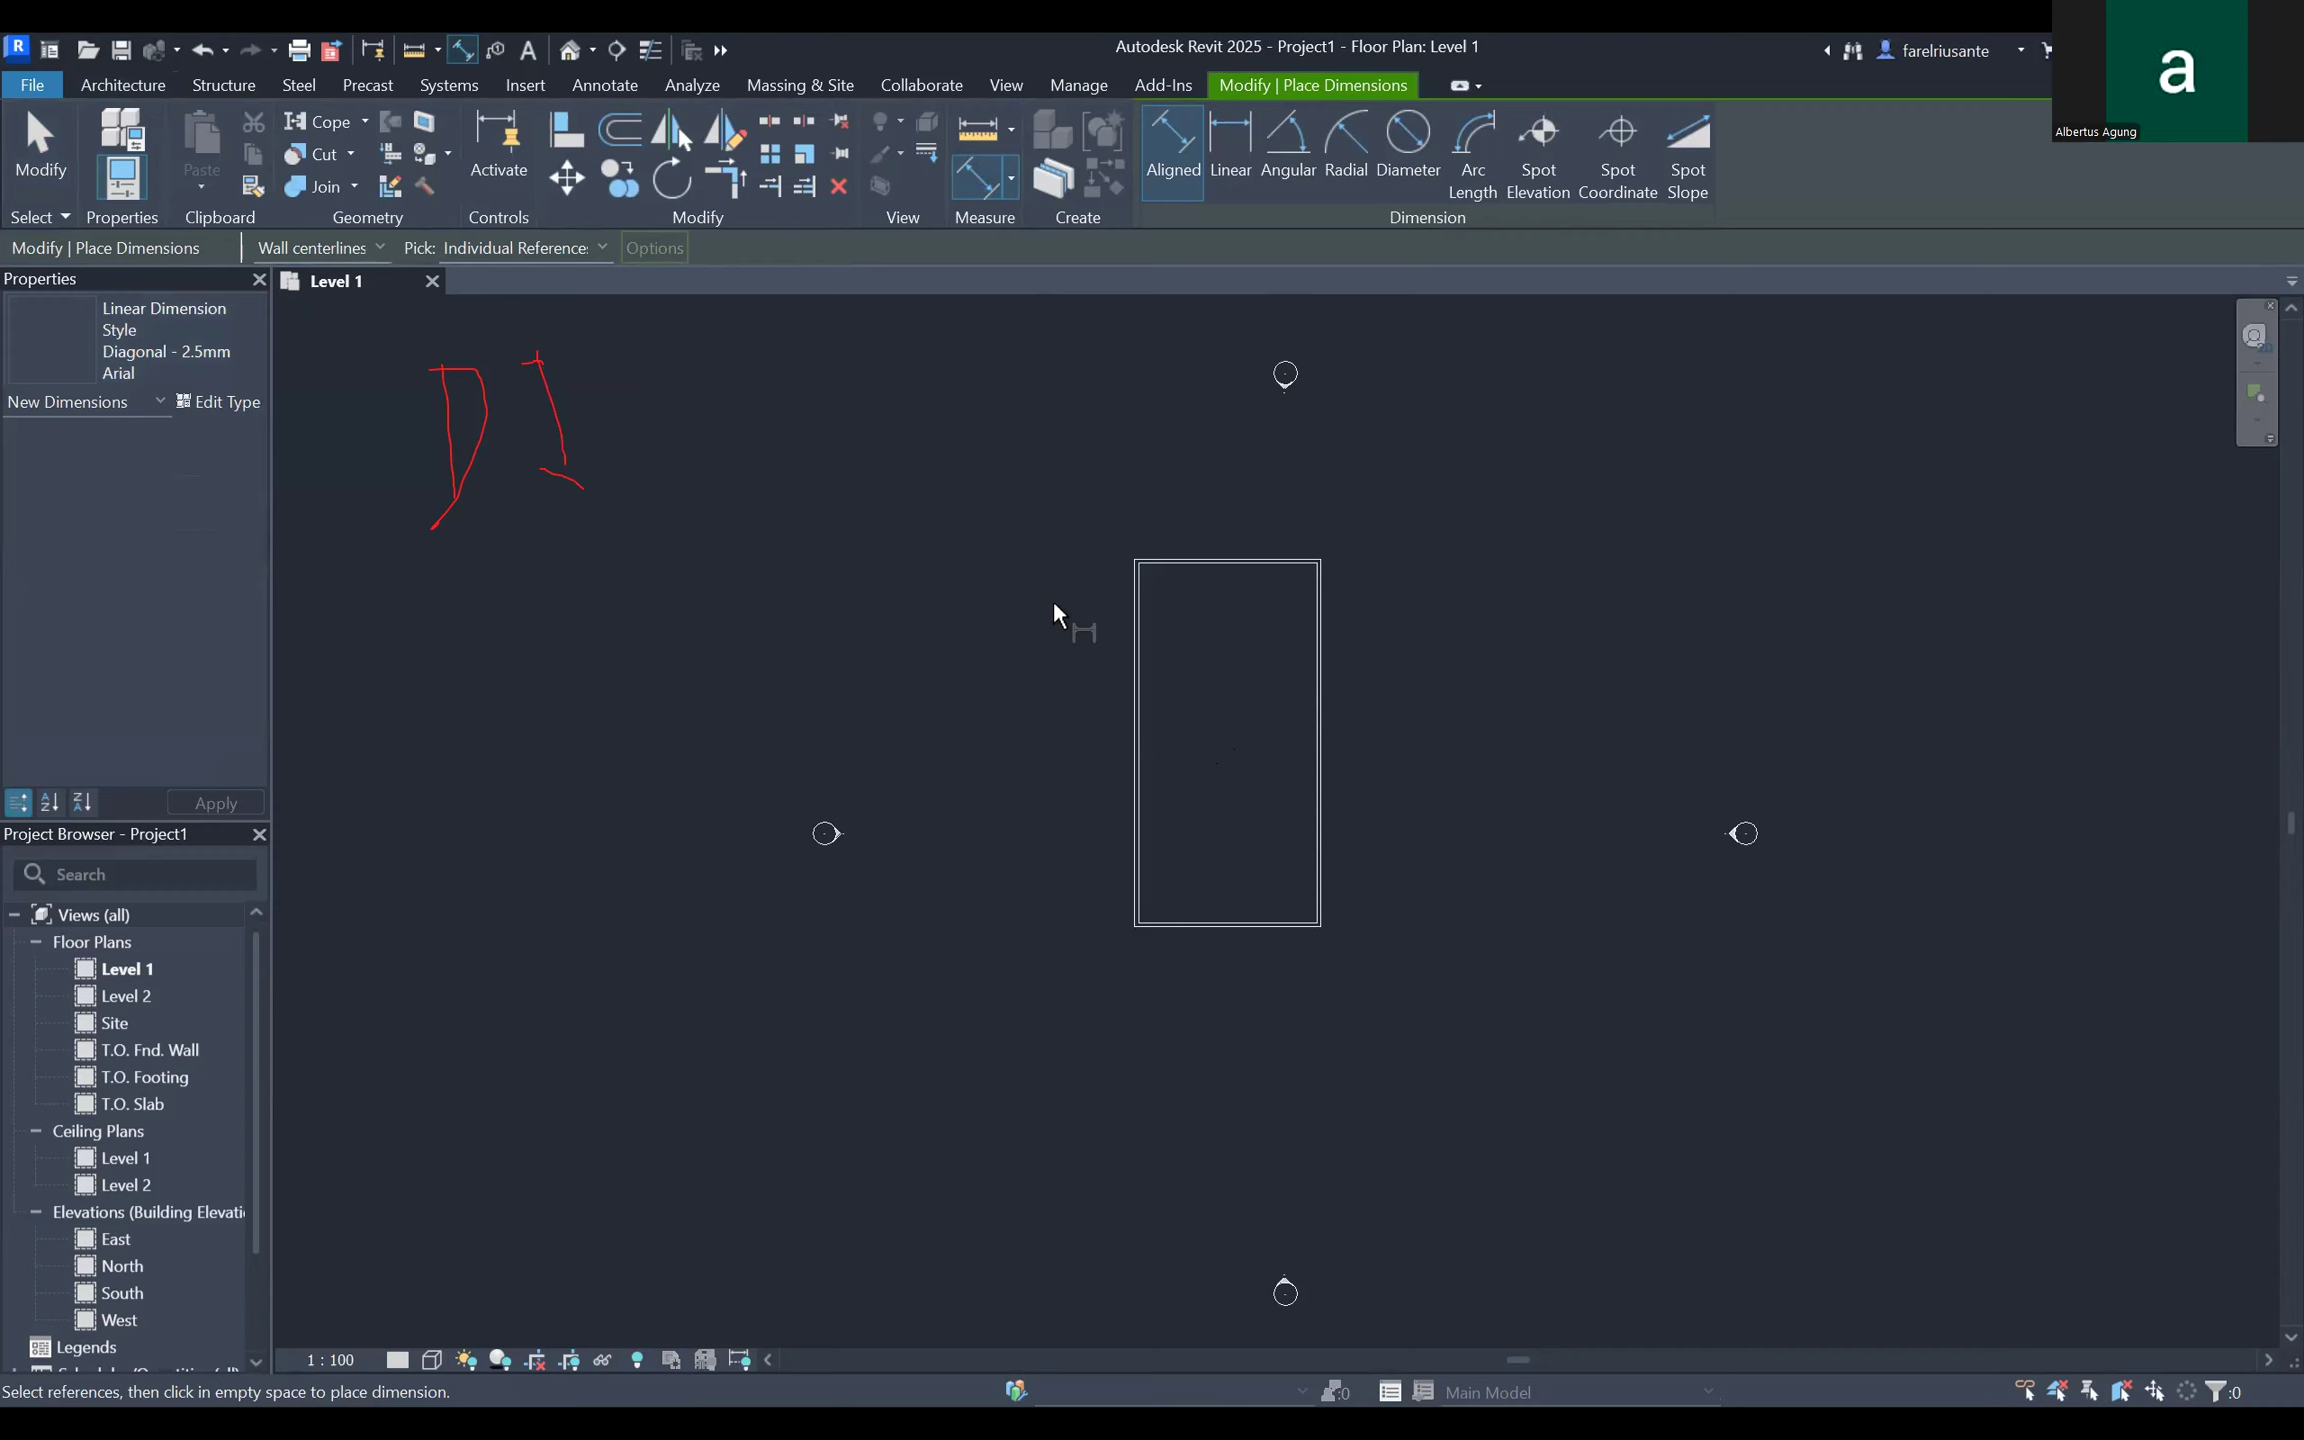 Autodesk Revit 2025 - Project1 - Floor Plan: Level 1
farelriusante
a
Albertus Agung
File Architecture Structure Steel Precast Systems Insert Annotate Analyze Massing & Site Collaborate View Manage Add-Ins Modify | Place Dimensions
Modify
Paste
Cope
Cut
Join
Activate
Aligned Linear Angular Radial Diameter Arc Length Spot Elevation Spot Coordinate Spot Slope
Select Properties Clipboard Geometry Controls Modify View Measure Create Dimension
Modify | Place Dimensions Wall centerlines Pick: Individual Reference: Options
Properties
Level 1
Linear Dimension
Style
Diagonal - 2.5mm
Arial
New Dimensions Edit Type
DI
Apply
Project Browser - Project1
Search
Views (all)
Floor Plans
Level 1
Level 2
Site
T.O. Fnd. Wall
T.O. Footing
T.O. Slab
Ceiling Plans
Level 1
Level 2
Elevations (Building Elevati
East
North
South
West
Legends
1 : 100
Select references, then click in empty space to place dimension.
:0
Main Model
:0